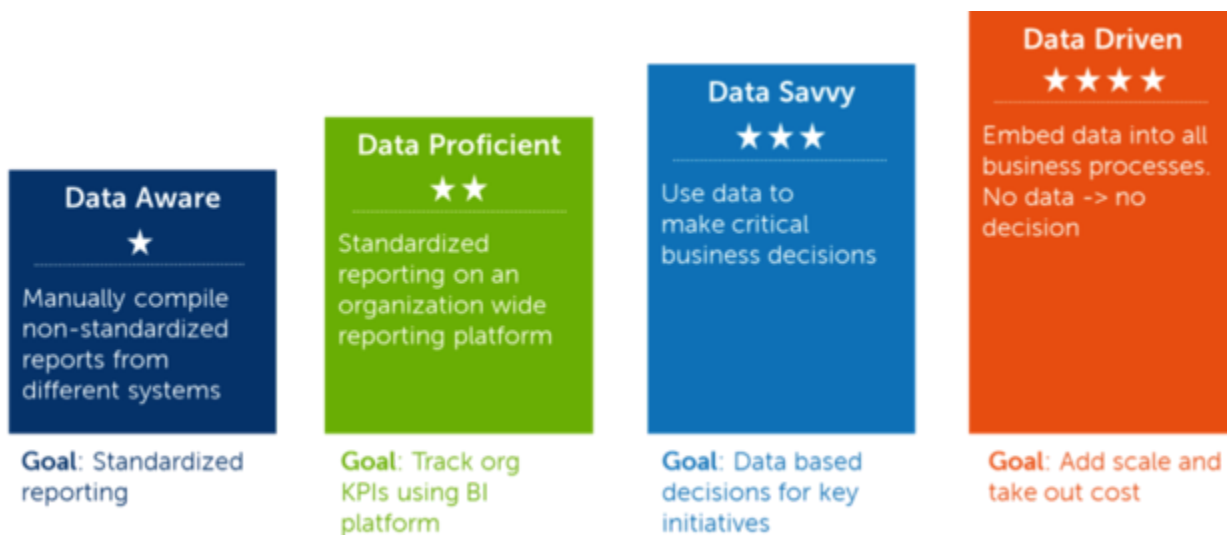 Data Aware
★
Manually compile
non-standardized
reports from
different systems
Goal: Standardized
reporting
Data Proficient
★★
Standardized
reporting on an
organization wide
reporting platform
Goal: Track org
KPIs using BI
platform
Data Savvy
★★★
Use data to
make critical
business decisions
Goal: Data based
decisions for key
initiatives
Data Driven
★★★★
Embed data into all
business processes.
No data -> no
decision
Goal: Add scale and
take out cost